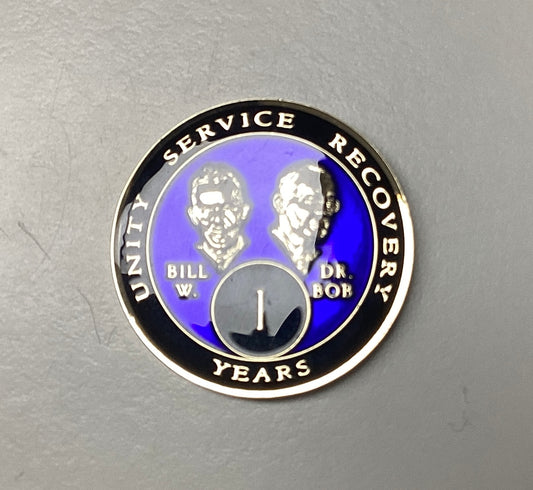 UNITY SERVICE RECOVERY
BILL
W.
DR.
BOB
1
YEARS